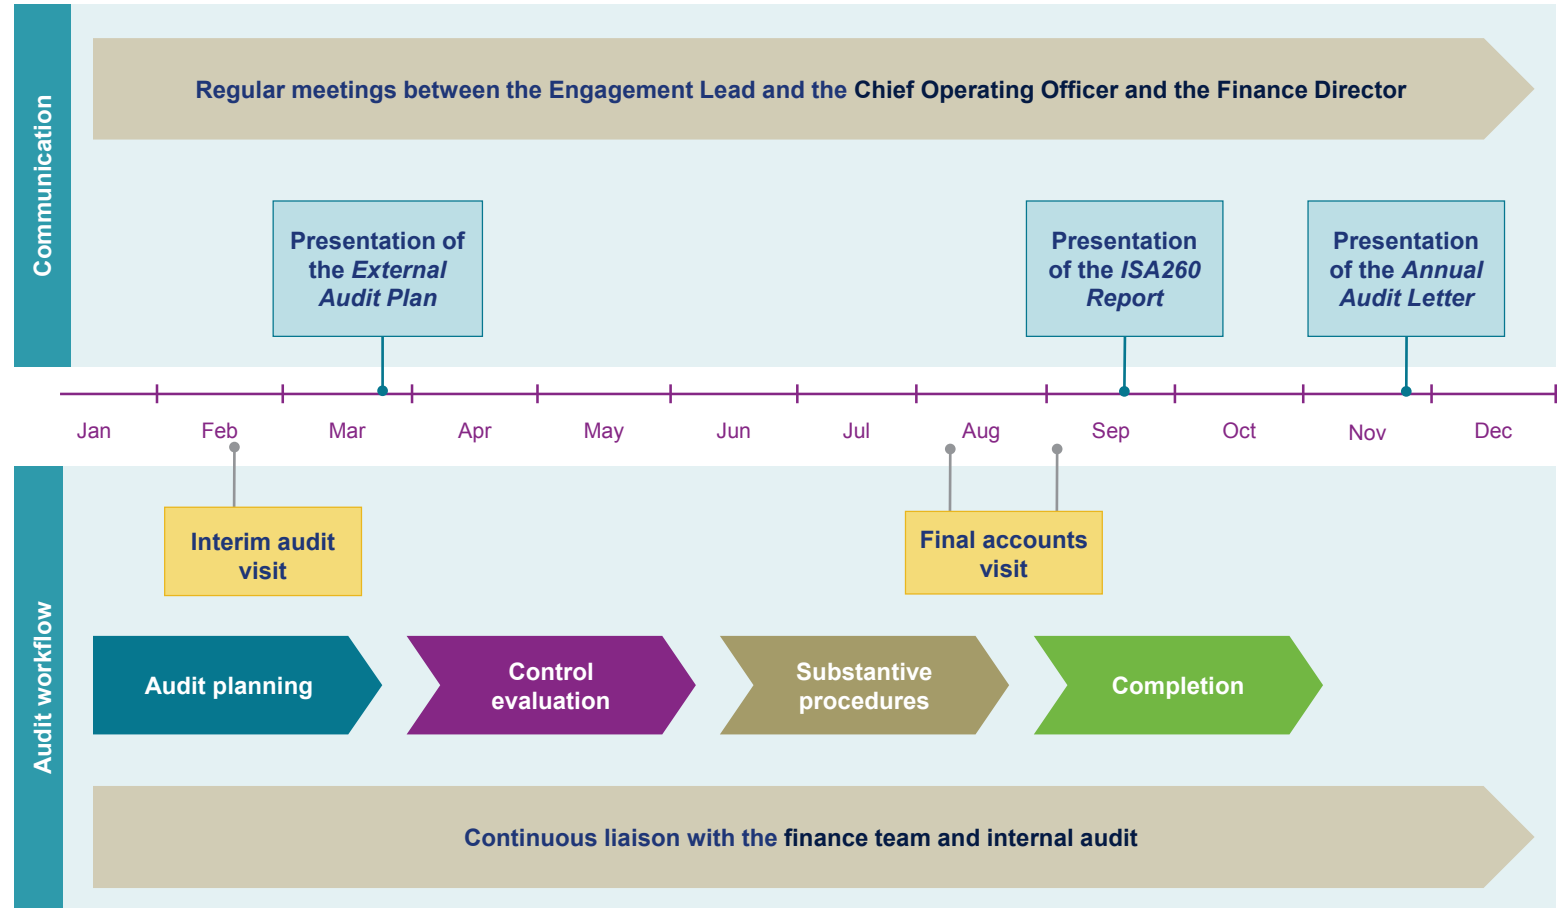 Communication
Regular meetings between the Engagement Lead and the Chief Operating Officer and the Finance Director
Presentation of
the External
Audit Plan
Presentation
of the ISA260
Report
Presentation
of the Annual
Audit Letter
Jan
Feb
Mar
Apr
May
Jun
Jul
Aug
Sep
Oct
Nov
Dec
Audit workflow
Interim audit
visit
Final accounts
visit
Audit planning
Control
evaluation
Substantive
procedures
Completion
Continuous liaison with the finance team and internal audit